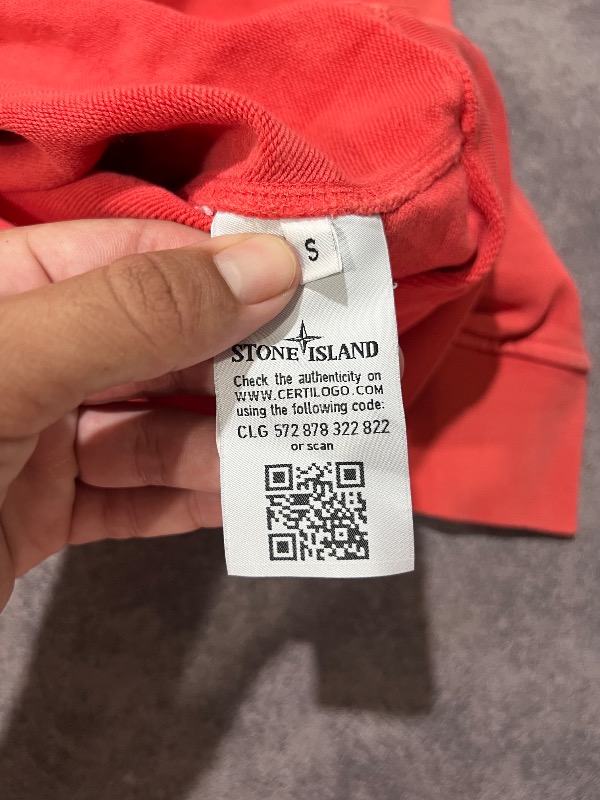 S
STONE ISLAND
Check the authenticity on
WWW.CERTILOGO.COM
using the following code:
CLG 572 878 322 822
or scan